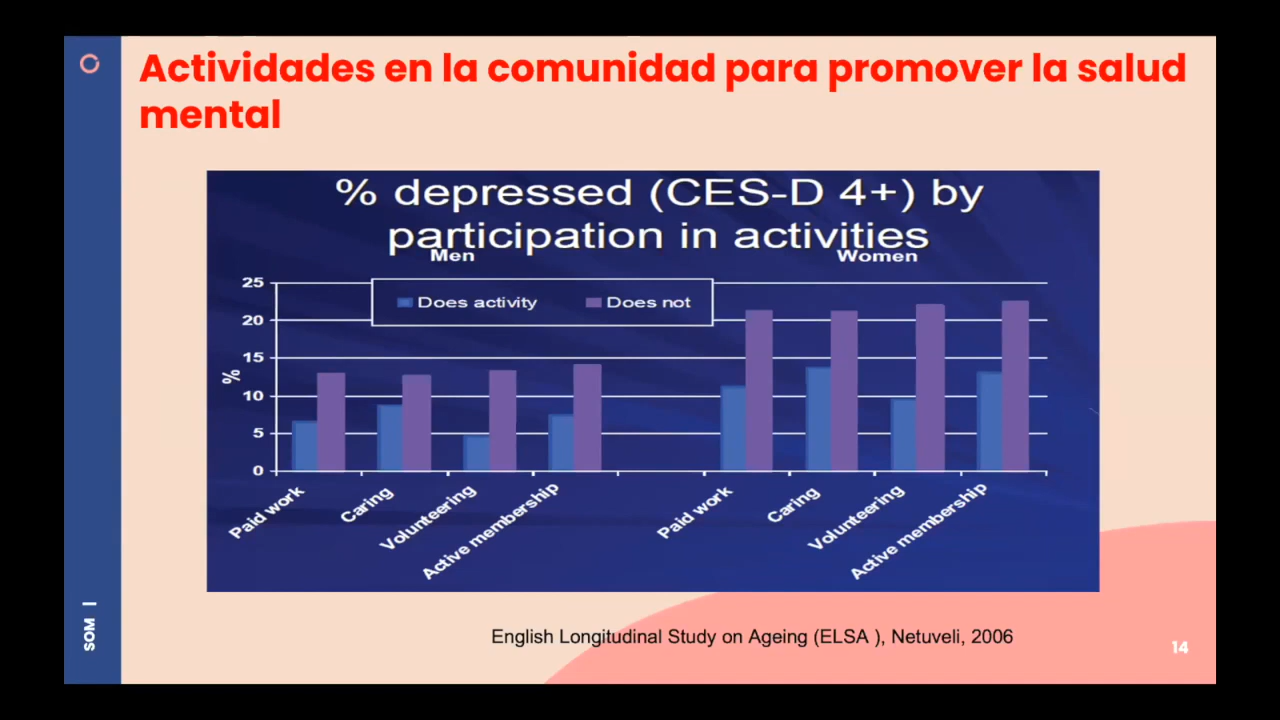 Actividades en la comunidad para promover la salud
mental
% depressed (CES-D 4+) by
participation in activities
Men
Women
Does activity
Does not
25
20
15
10
5
0
%
Paid work
Caring
Volunteering
Active membership
Paid work
Caring
Volunteering
Active membership
English Longitudinal Study on Ageing (ELSA ), Netuveli, 2006
SOM |
14